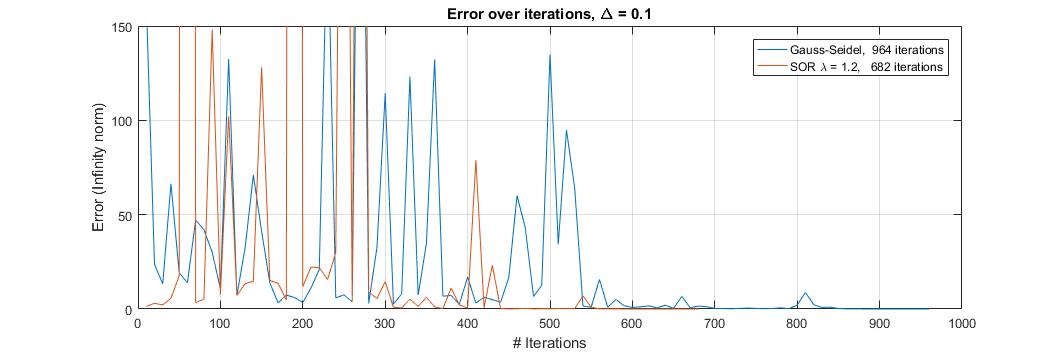 Error over iterations, Δ = 0.1
150
100
50
0
Error (Infinity norm)
Gauss-Seidel, 964 iterations
SOR λ = 1.2, 682 iterations
0 100 200 300 400 500 600 700 800 900 1000
# Iterations